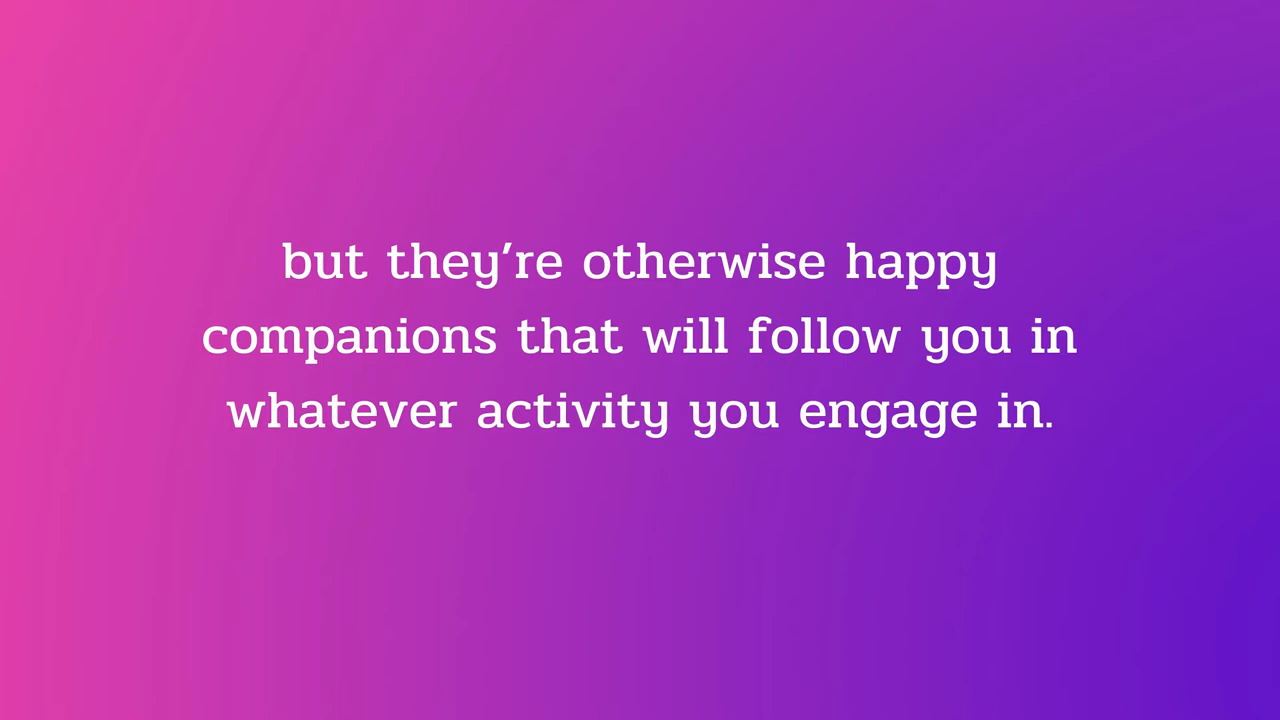 but they’re otherwise happy
companions that will follow you in
whatever activity you engage in.